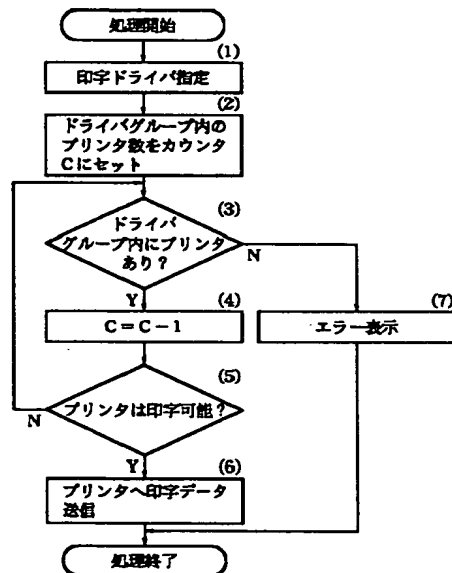 処理開始
(1)
印字ドライバ指定
(2)
ドライバグループ内の
プリンタ数をカウンタ
Cにセット
(3)
ドライバ
グループ内にプリンタ
あり?
N
Y
(4)
C=C-1
(7)
エラー表示
(5)
プリンタは印字可能?
N
Y
(6)
プリンタへ印字データ
送信
処理終了